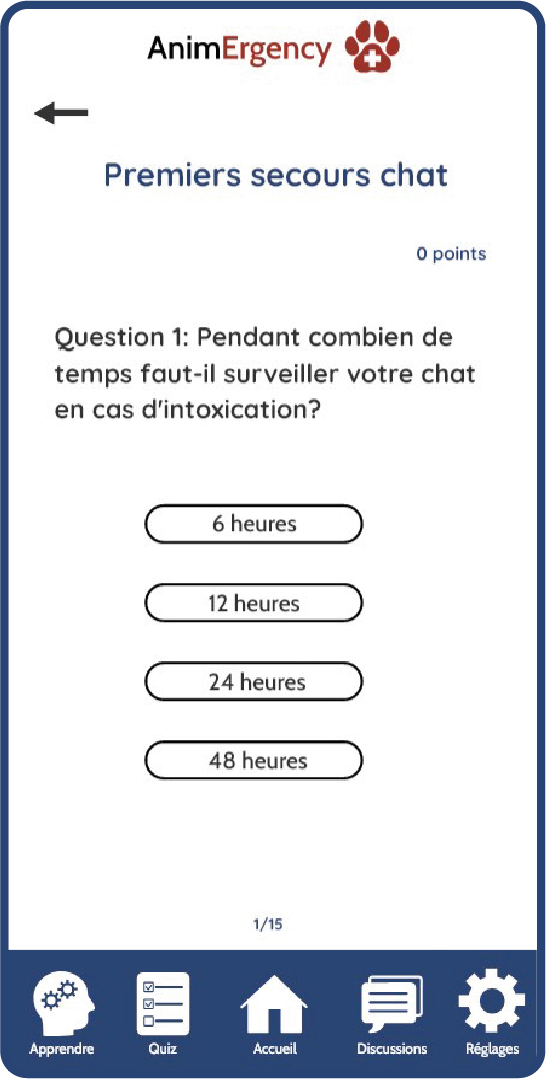 AnimErgency
Premiers secours chat
0 points
Question 1: Pendant combien de
temps faut-il surveiller votre chat
en cas d'intoxication?
6 heures
12 heures
24 heures
48 heures
1/15
Apprendre
Quiz
Accueil
Discussions
Réglages